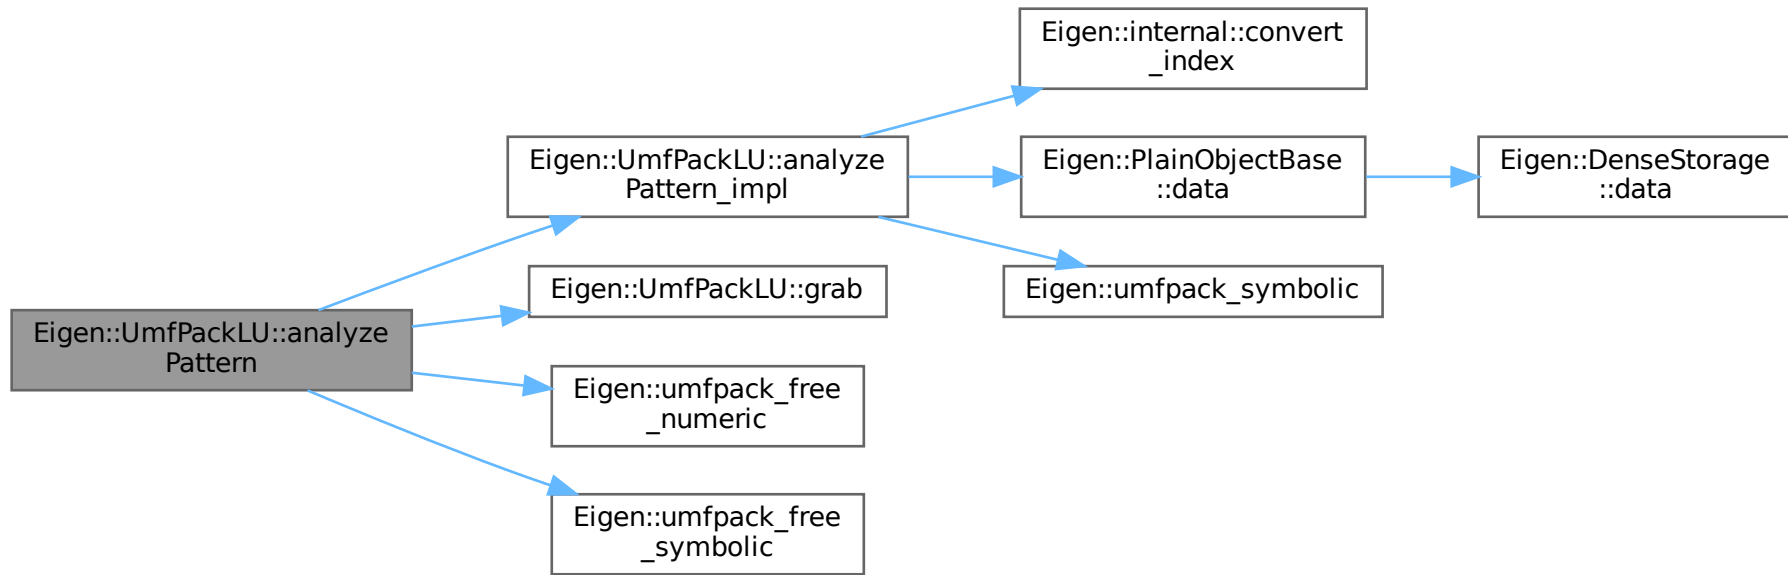 Eigen::UmfPackLU::analyze
Pattern
Eigen::UmfPackLU::analyze
Pattern_impl
Eigen::internal::convert
_index
Eigen::PlainObjectBase
::data
Eigen::DenseStorage
::data
Eigen::umfpack_symbolic
Eigen::UmfPackLU::grab
Eigen::umfpack_free
_numeric
Eigen::umfpack_free
_symbolic